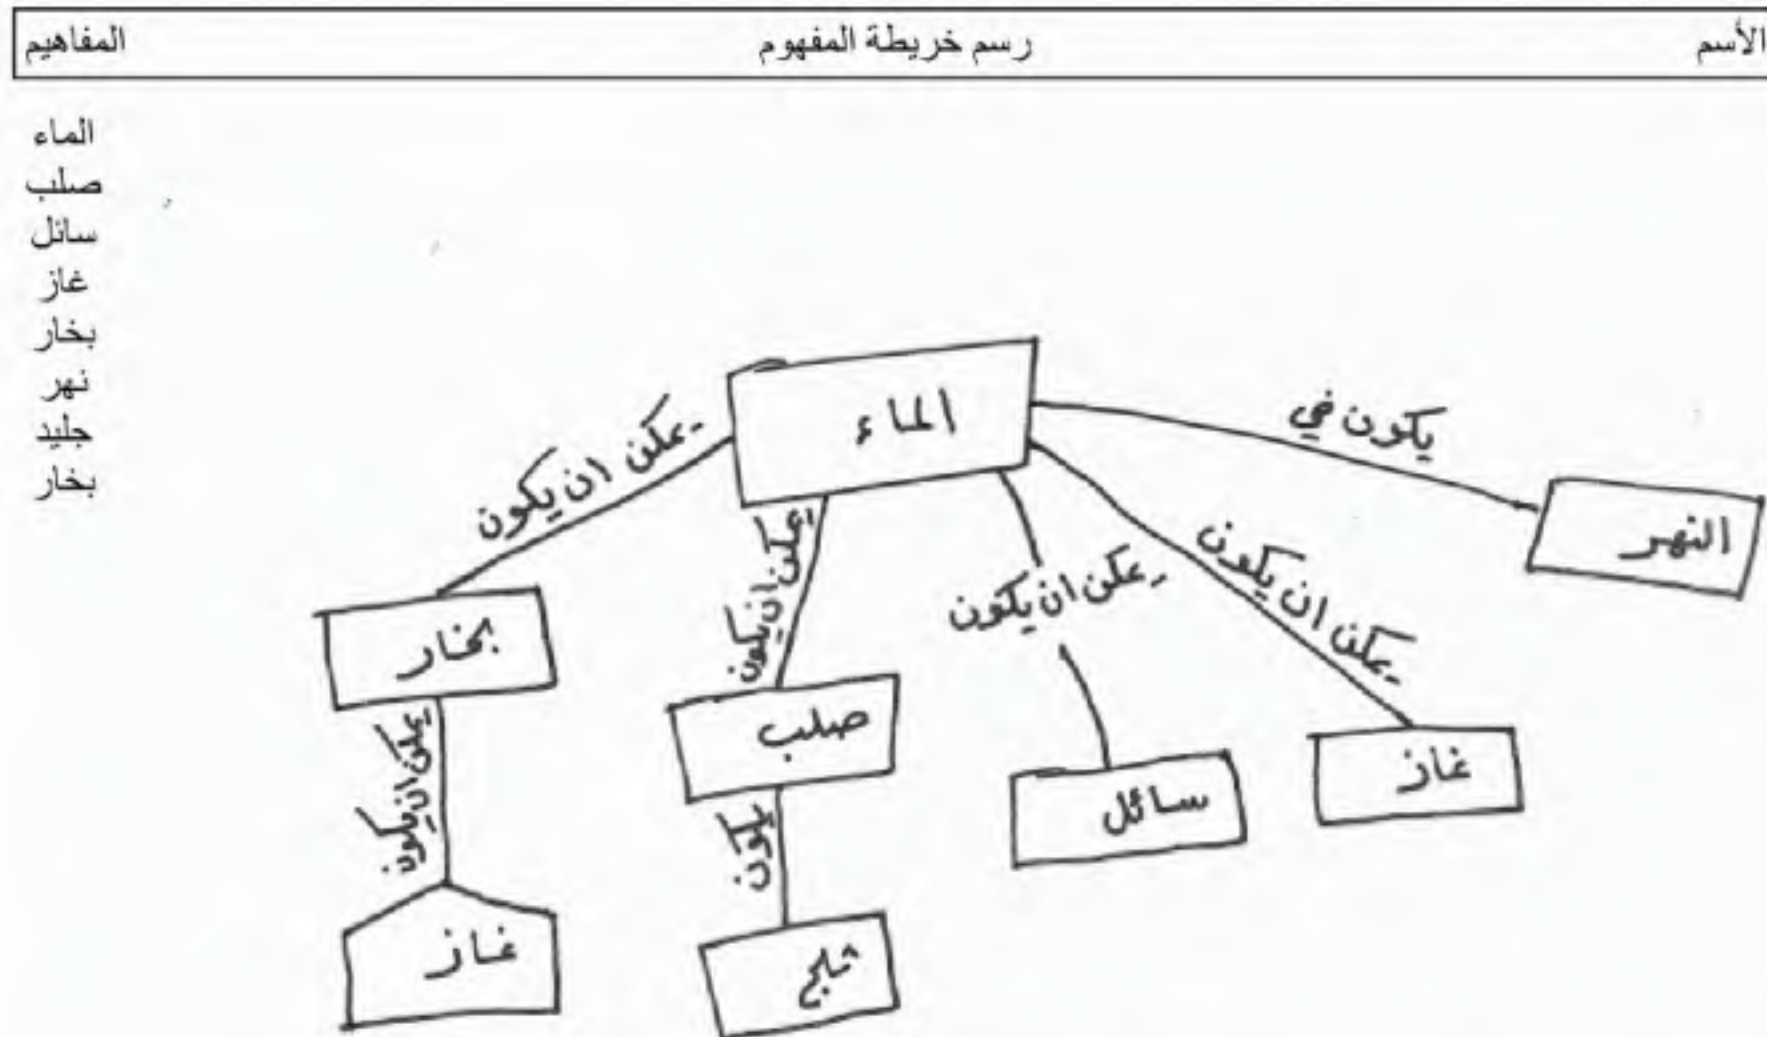 الأسم رسم خريطة المفهوم المفاهيم
الماء
صلب
سائل
غاز
بخار
نهر
جليد
بخار
الماء
يكون في
النهر
يمكن ان يكون
غاز
يمكن ان يكون
سائل
يمكن ان يكون
صلب
يكون
ثلج
يمكن ان يكون
بخار
يمكن ان يكون
غاز